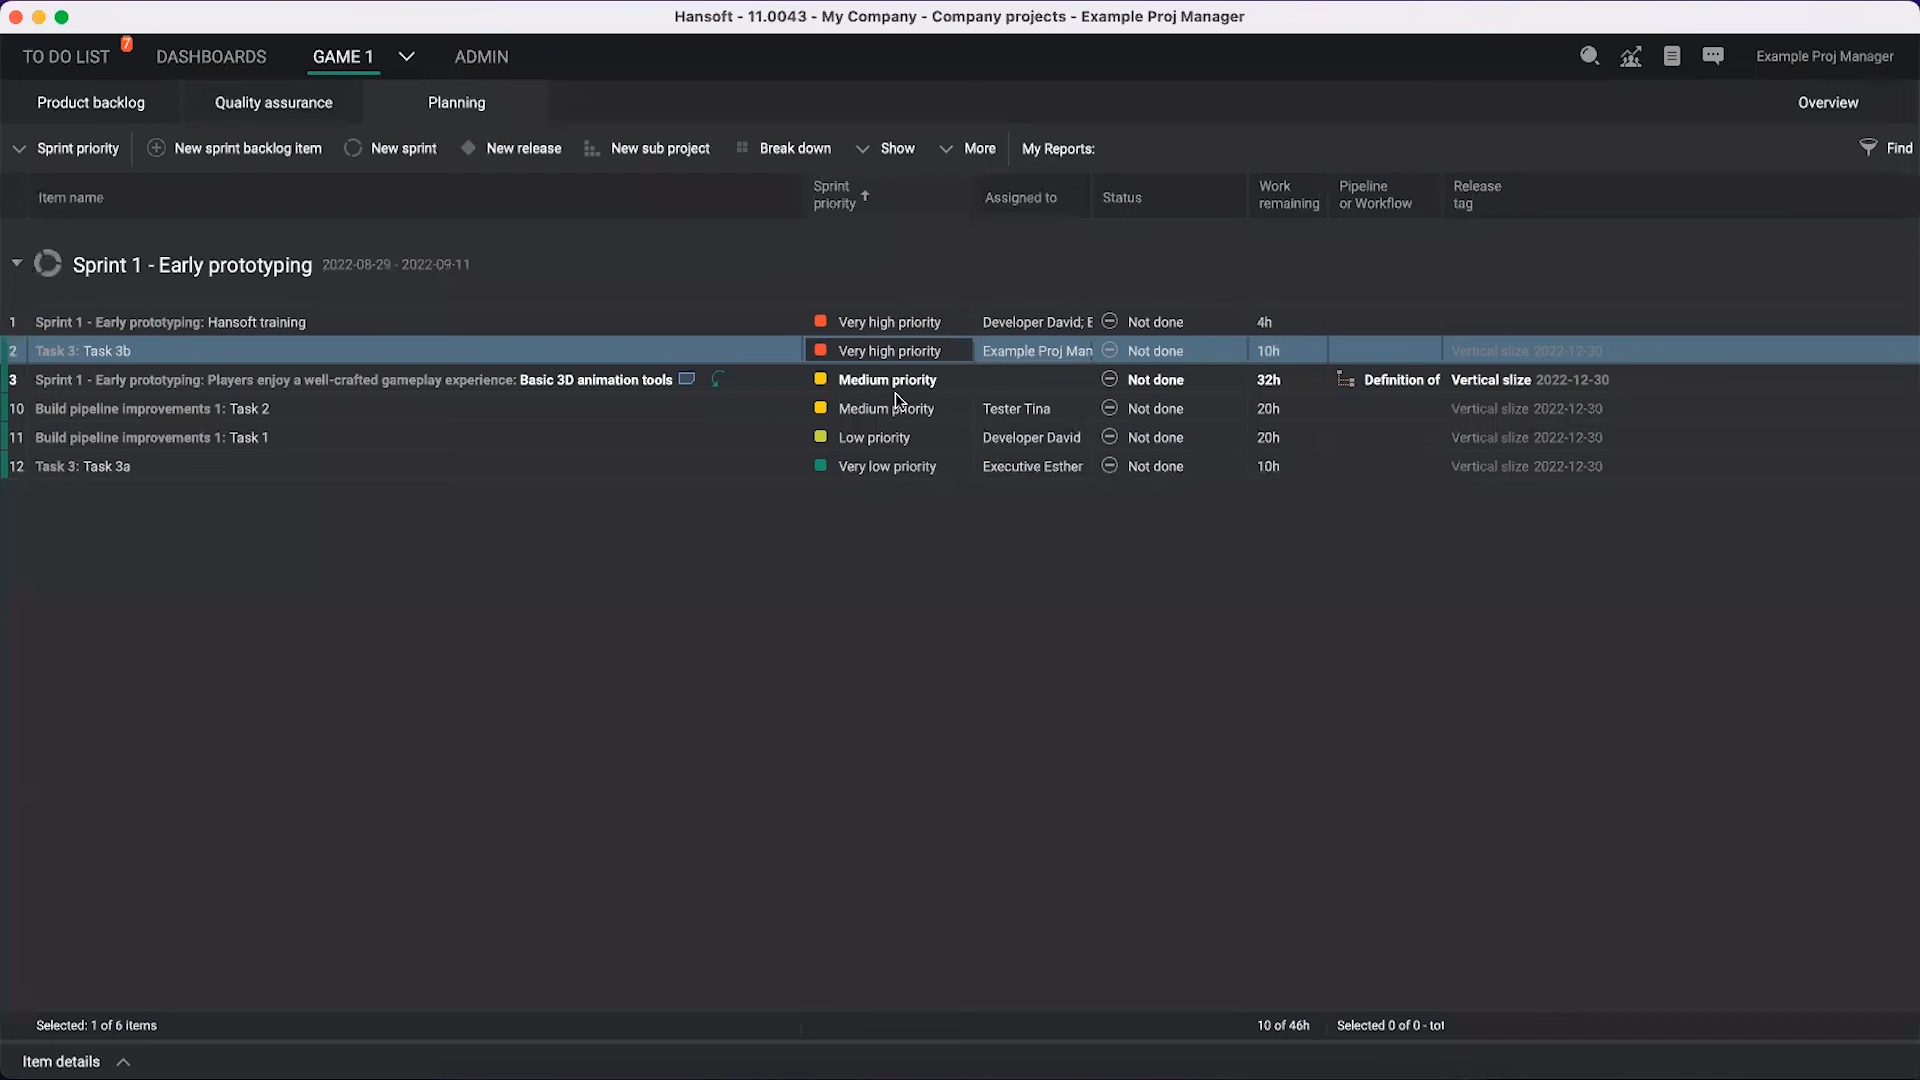 Hansoft - 11.0043 - My Company - Company projects - Example Proj Manager
TO DO LIST 7 DASHBOARDS GAME 1 ADMIN Example Proj Manager
Product backlog Quality assurance Planning Overview
Sprint priority New sprint backlog item New sprint New release New sub project Break down Show More My Reports: Find
Item name Sprint priority Assigned to Status Work remaining Pipeline or Workflow Release tag
Sprint 1 - Early prototyping 2022-08-29 - 2022-09-11
1 Sprint 1 - Early prototyping: Hansoft training Very high priority Developer David; E Not done 4h
2 Task 3: Task 3b Very high priority Example Proj Man Not done 10h Vertical slize 2022-12-30
3 Sprint 1 - Early prototyping: Players enjoy a well-crafted gameplay experience: Basic 3D animation tools Medium priority Not done 32h Definition of Vertical slize 2022-12-30
10 Build pipeline improvements 1: Task 2 Medium priority Tester Tina Not done 20h Vertical slize 2022-12-30
11 Build pipeline improvements 1: Task 1 Low priority Developer David Not done 20h Vertical slize 2022-12-30
12 Task 3: Task 3a Very low priority Executive Esther Not done 10h Vertical slize 2022-12-30
Selected: 1 of 6 items 10 of 46h Selected 0 of 0 - tot
Item details